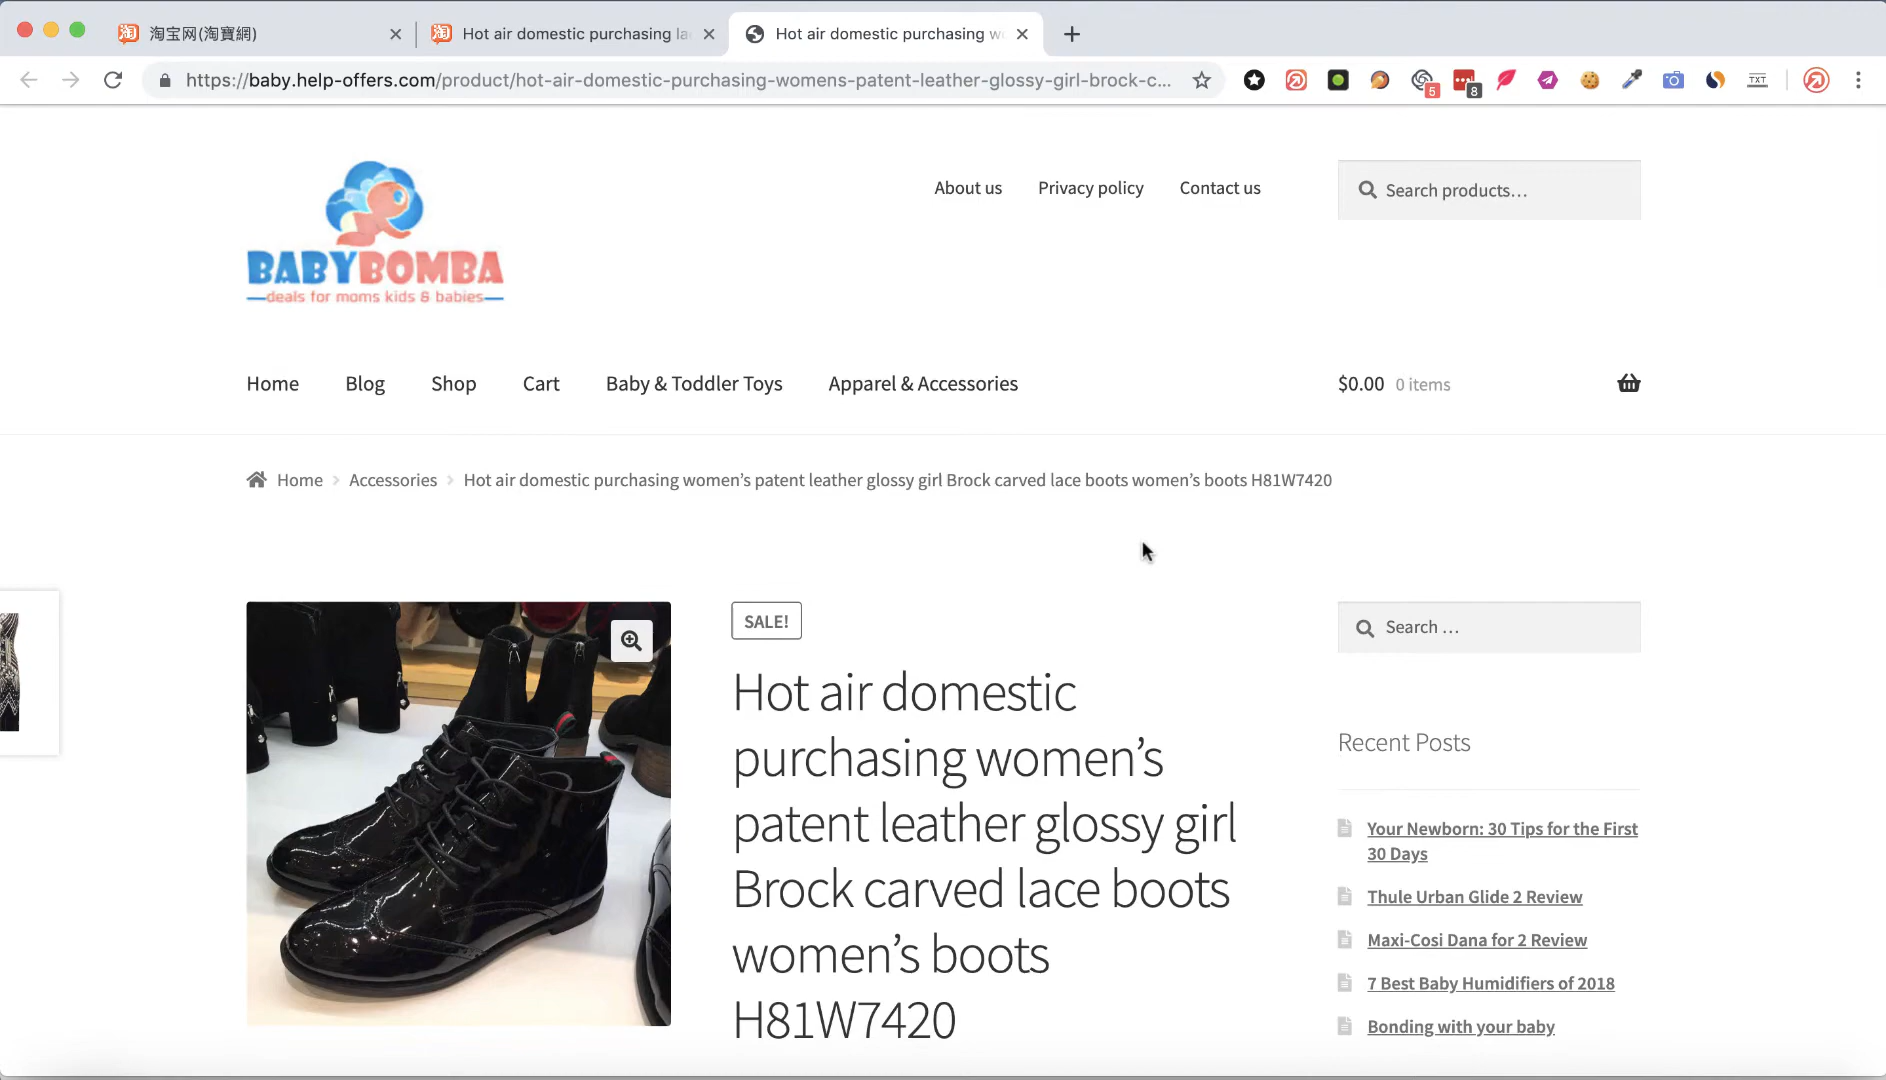 淘宝网(淘寶網)
Hot air domestic purchasing la
Hot air domestic purchasing w
https://baby.help-offers.com/product/hot-air-domestic-purchasing-womens-patent-leather-glossy-girl-brock-c...
5
8
TXT
BABYBOMBA
deals for moms kids & babies
About us
Privacy policy
Contact us
Search products…
Home
Blog
Shop
Cart
Baby & Toddler Toys
Apparel & Accessories
$0.00 0 items
Home
Accessories
Hot air domestic purchasing women’s patent leather glossy girl Brock carved lace boots women’s boots H81W7420
SALE!
Hot air domestic
purchasing women’s
patent leather glossy girl
Brock carved lace boots
women’s boots
H81W7420
Search …
Recent Posts
Your Newborn: 30 Tips for the First
30 Days
Thule Urban Glide 2 Review
Maxi-Cosi Dana for 2 Review
7 Best Baby Humidifiers of 2018
Bonding with your baby